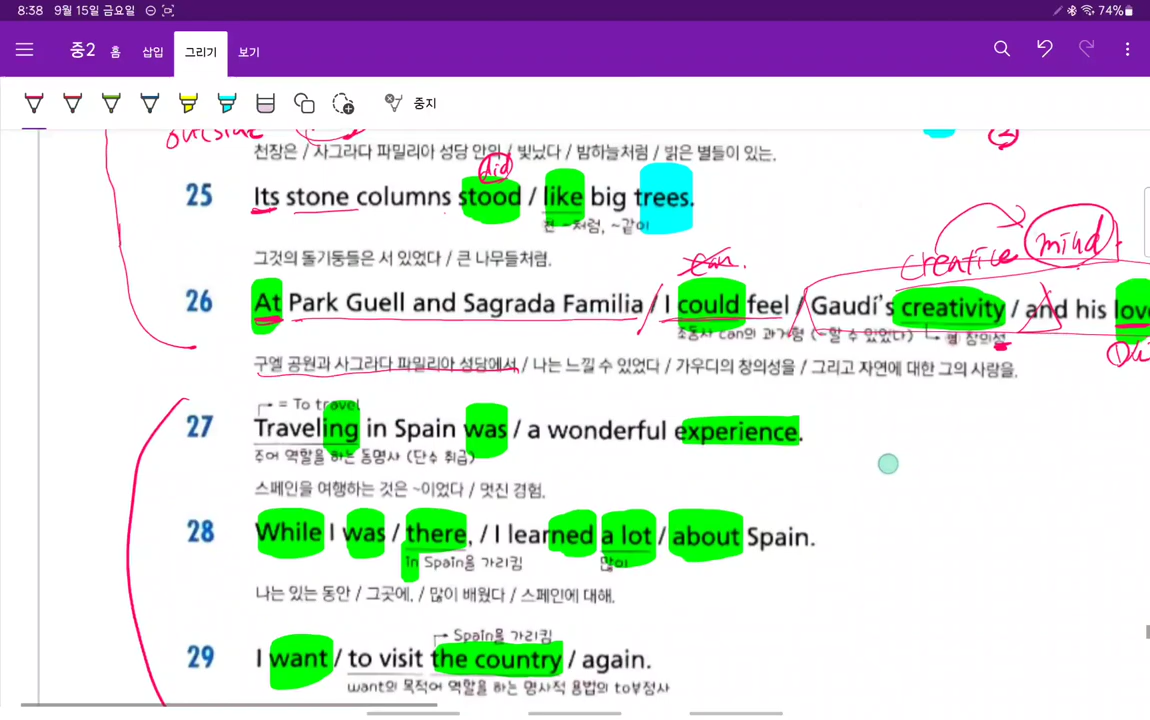 8:38 9월 15일 금요일 74%
중2 홈 삽입 그리기 보기
중지
outside
천장은 / 사그라다 파밀리아 성당 안의 / 빛났다 / 밤하늘처럼 / 밝은 별들이 있는.
did
25 Its stone columns stood / like big trees.
전 ~처럼, ~같이
그것의 돌기둥들은 서 있었다 / 큰 나무들처럼.
can. creative mind
26 At Park Guell and Sagrada Familia / I could feel / Gaudí's creativity / and his lov
조동사 can의 과거형 (~할 수 있었다) 명 창의성
구엘 공원과 사그라다 파밀리아 성당에서 / 나는 느낄 수 있었다 / 가우디의 창의성을 / 그리고 자연에 대한 그의 사랑을.
= To travel
27 Traveling in Spain was / a wonderful experience.
주어 역할을 하는 동명사 (단수 취급)
스페인을 여행하는 것은 ~이었다 / 멋진 경험.
28 While I was / there, / I learned a lot / about Spain.
in Spain을 가리킴 많이
나는 있는 동안 / 그곳에, / 많이 배웠다 / 스페인에 대해.
Spain을 가리킴
29 I want / to visit the country / again.
want의 목적어 역할을 하는 명사적 용법의 to부정사